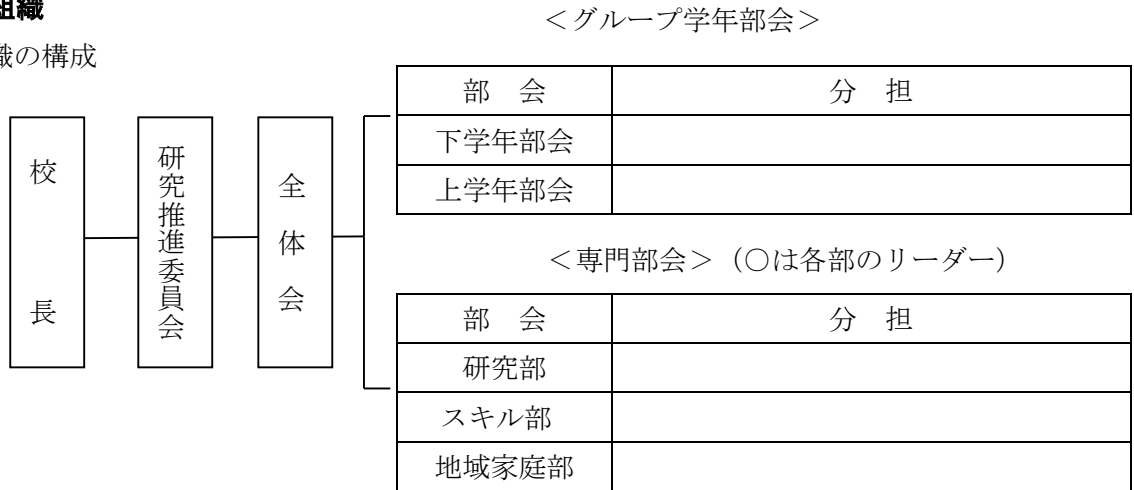 組織
織の構成
校長
研究推進委員会
全体会
＜グループ学年部会＞
部　会　分　担
下学年部会
上学年部会
＜専門部会＞（○は各部のリーダー）
部　会　分　担
研究部
スキル部
地域家庭部